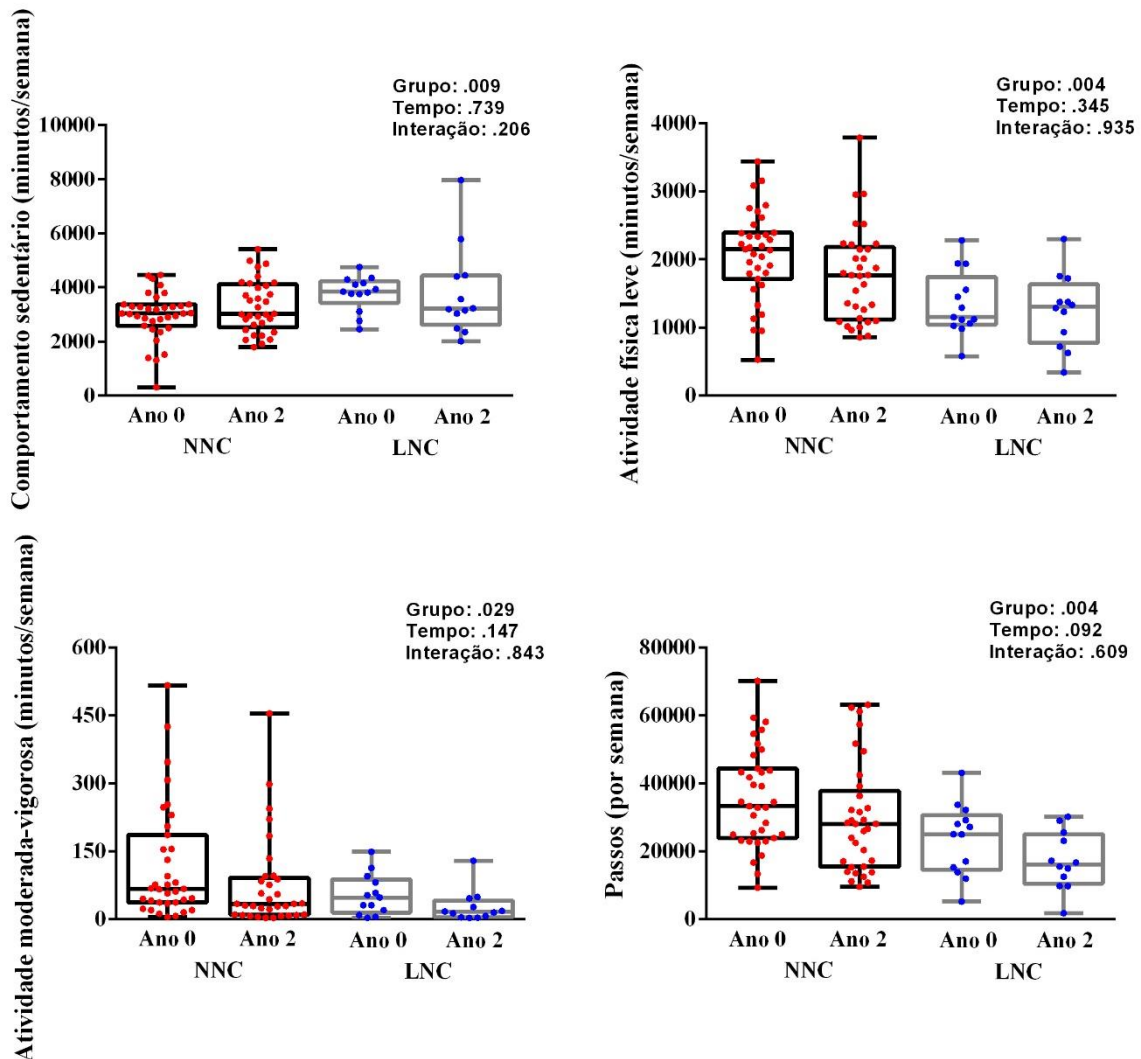 Comportamento sedentário (minutos/semana)
Grupo: .009
Tempo: .739
Interação: .206
10000
8000
6000
4000
2000
0
Ano 0 Ano 2 Ano 0 Ano 2
NNC LNC
Atividade física leve (minutos/semana)
Grupo: .004
Tempo: .345
Interação: .935
4000
3000
2000
1000
0
Ano 0 Ano 2 Ano 0 Ano 2
NNC LNC
Atividade moderada-vigorosa (minutos/semana)
Grupo: .029
Tempo: .147
Interação: .843
600
450
300
150
0
Ano 0 Ano 2 Ano 0 Ano 2
NNC LNC
Passos (por semana)
Grupo: .004
Tempo: .092
Interação: .609
80000
60000
40000
20000
0
Ano 0 Ano 2 Ano 0 Ano 2
NNC LNC